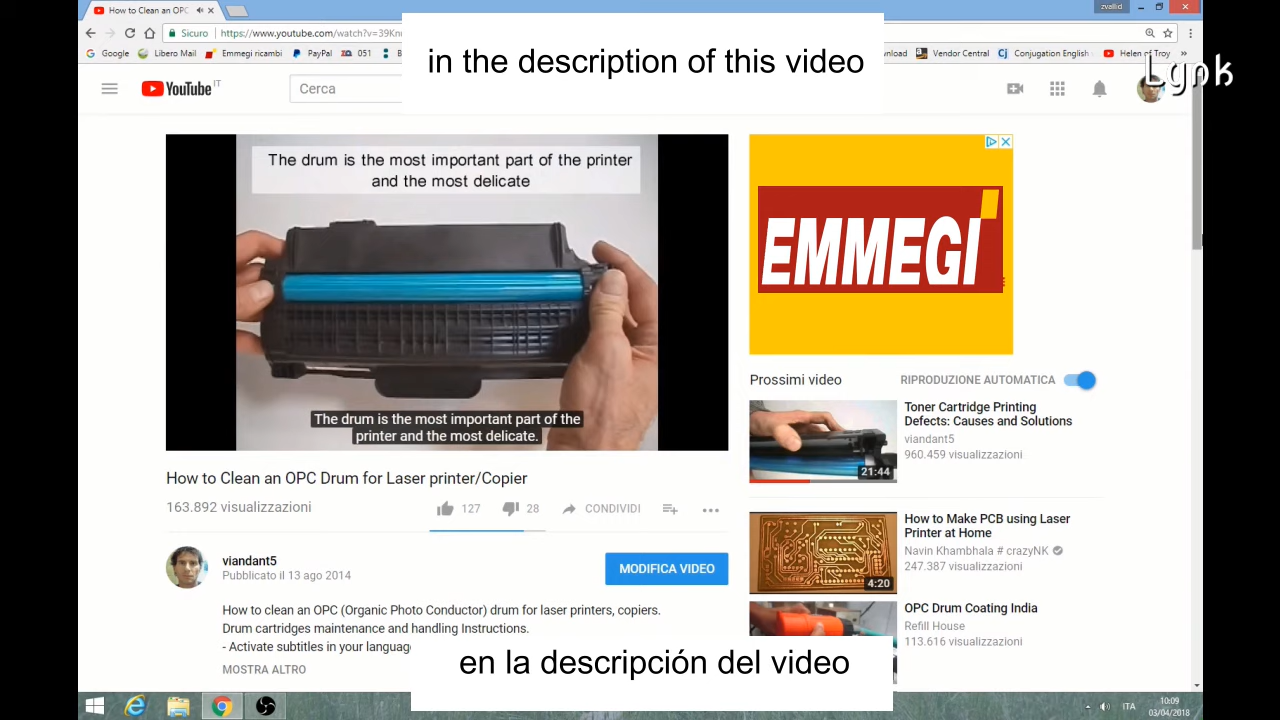 How to Clean an OPC
zvallid
Sicuro
https://www.youtube.com/watch?v=39Kn
Google
Libero Mail
Emmegi ricambi
PayPal
051
Vendor Central
Conjugation English
Helen of Troy
»
in the description of this video
Lynk
YouTube IT
Cerca
The drum is the most important part of the printer
and the most delicate
EMMEGI
The drum is the most important part of the
printer and the most delicate.
Prossimi video
RIPRODUZIONE AUTOMATICA
Toner Cartridge Printing
Defects: Causes and Solutions
viandant5
960.459 visualizzazioni
21:44
How to Clean an OPC Drum for Laser printer/Copier
163.892 visualizzazioni
127
28
CONDIVIDI
How to Make PCB using Laser
Printer at Home
Navin Khambhala # crazyNK
247.387 visualizzazioni
4:20
viandant5
Pubblicato il 13 ago 2014
MODIFICA VIDEO
OPC Drum Coating India
Refill House
113.616 visualizzazioni
How to clean an OPC (Organic Photo Conductor) drum for laser printers, copiers.
Drum cartridges maintenance and handling Instructions.
- Activate subtitles in your language
MOSTRA ALTRO
en la descripción del video
ITA
10:09
03/04/2018